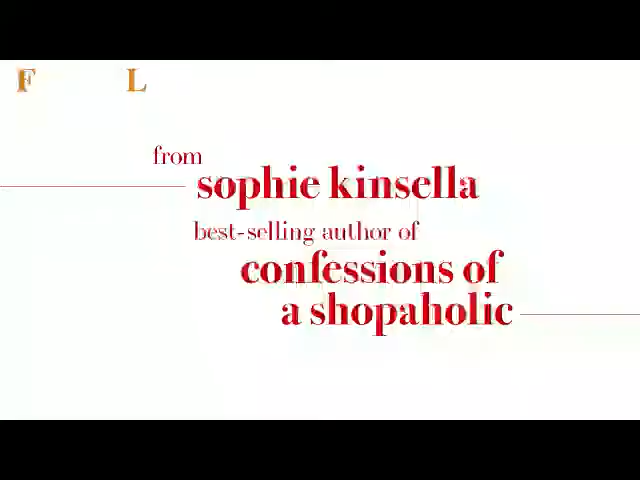 F L
from
sophie kinsella
best-selling author of
confessions of
a shopaholic